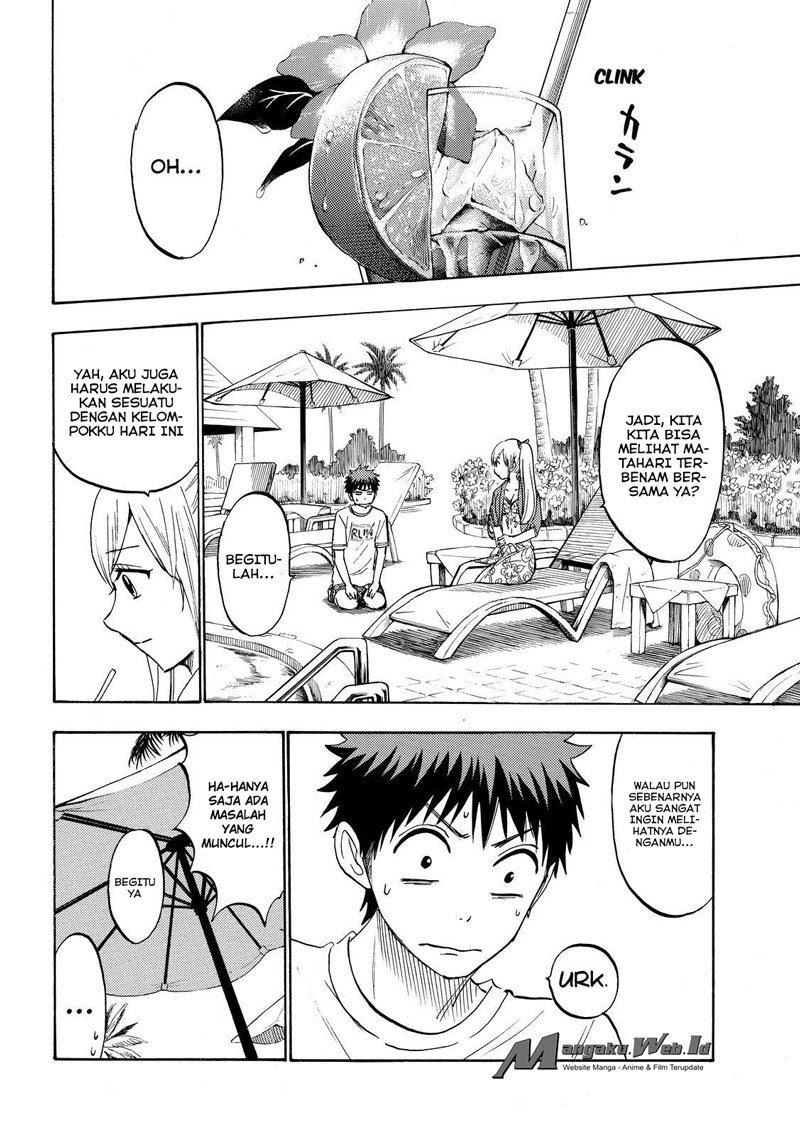 CLINK
カラン
OH...
JADI, KITA
KITA BISA
MELIHAT MA-
TAHARI TER-
BENAM BER-
SAMA YA?
BEGITU-
LAH...
YAH, AKU JUGA
HARUS MELAKU-
KAN SESUATU
DENGAN KELOM-
POKKU HARI INI
WALAU PUN
SEBENARNYA
AKU SANGAT
INGIN MELI-
HATNYA DE-
NGANMU...
URK.
HA-HANYA
SAJA ADA
MASALAH
YANG
MUNCUL...!!
BEGITU
YA
...
Mangaku.Web.Id
Website Manga - Anime & Film Terupdate